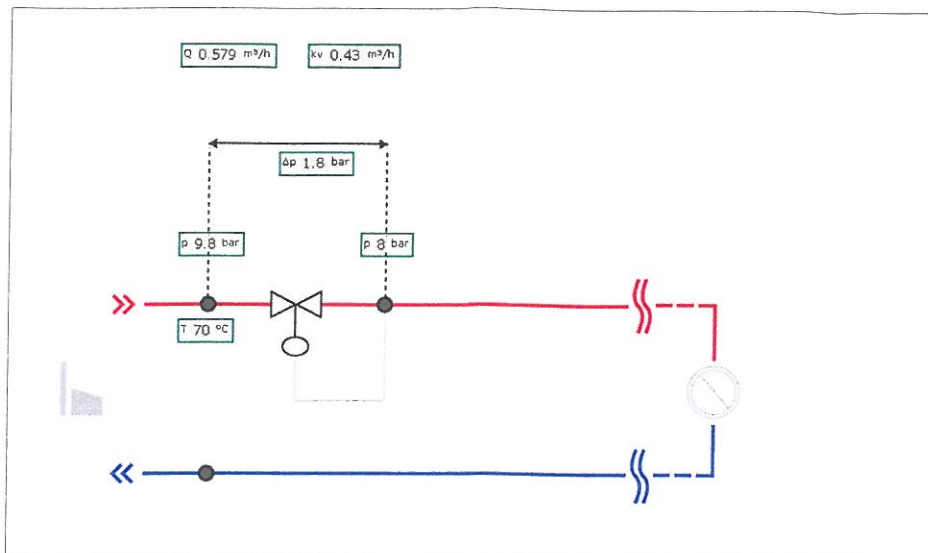 Q 0.579 m³/h
kv 0.43 m³/h
Δp 1.8 bar
p 9.8 bar
p 8 bar
T 70 °C